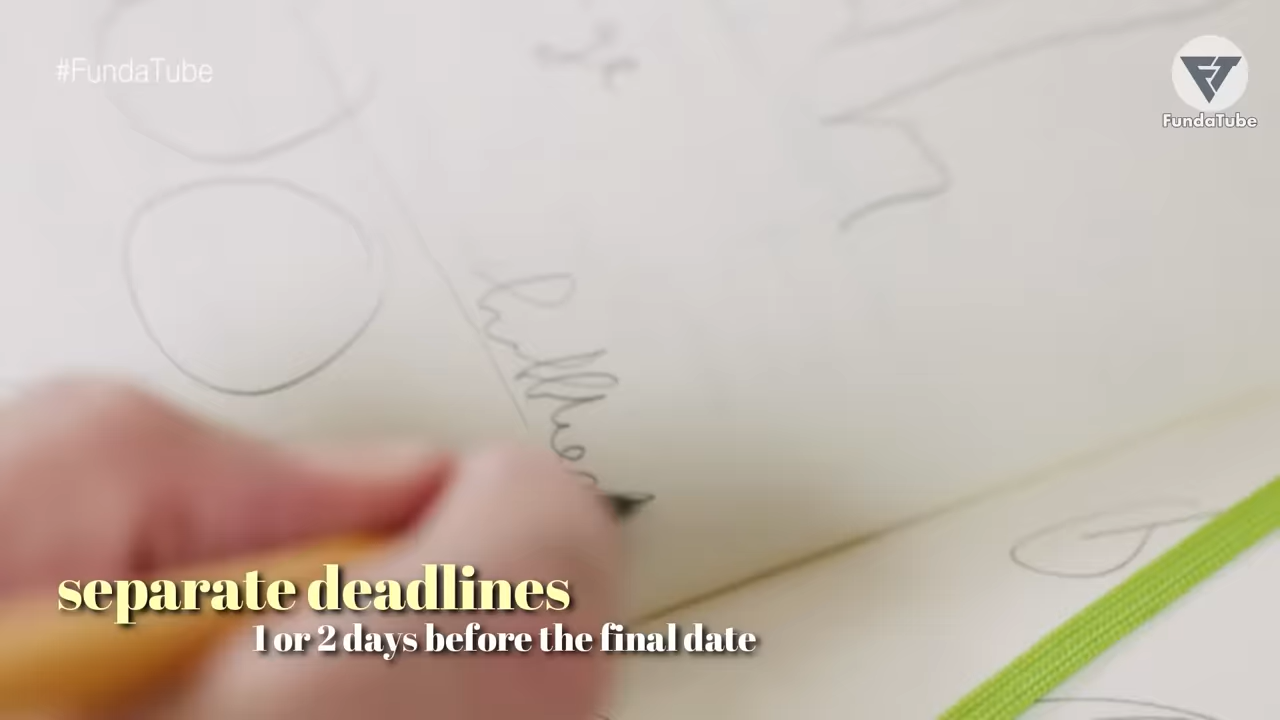 #FundaTube
FundaTube
separate deadlines
1 or 2 days before the final date